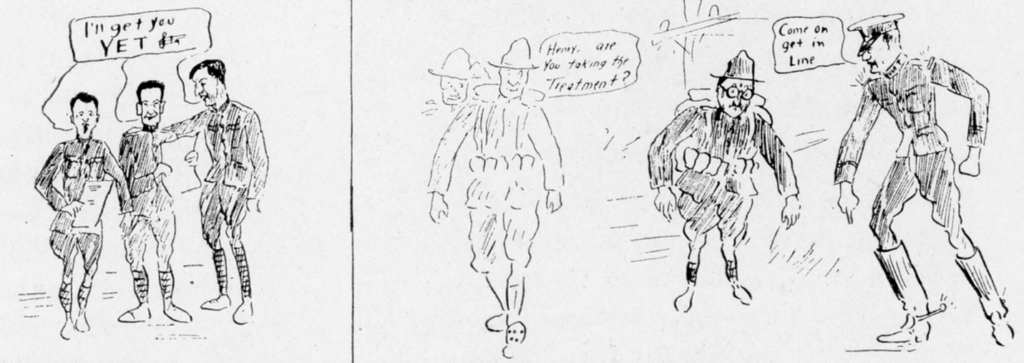 I'll get you
YET
Henry, are
you taking the
Treatment?
Come on
get in
Line